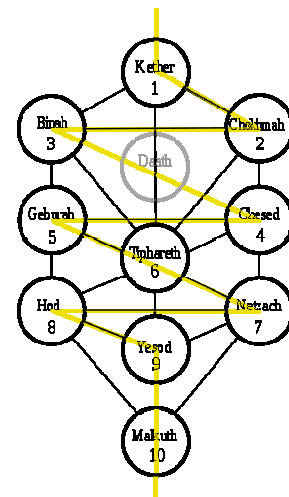 Kether
1
Binah
3
Chokhmah
2
Daath
Geburah
5
Chesed
4
Tiphareth
6
Hod
8
Netzach
7
Yesod
9
Malkuth
10